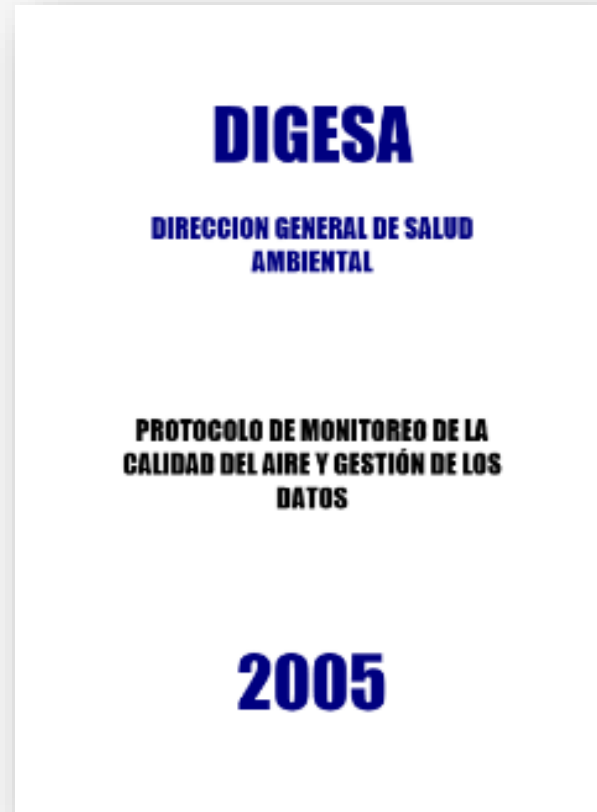 DIGESA
DIRECCION GENERAL DE SALUD
AMBIENTAL
PROTOCOLO DE MONITOREO DE LA
CALIDAD DEL AIRE Y GESTIÓN DE LOS
DATOS
2005